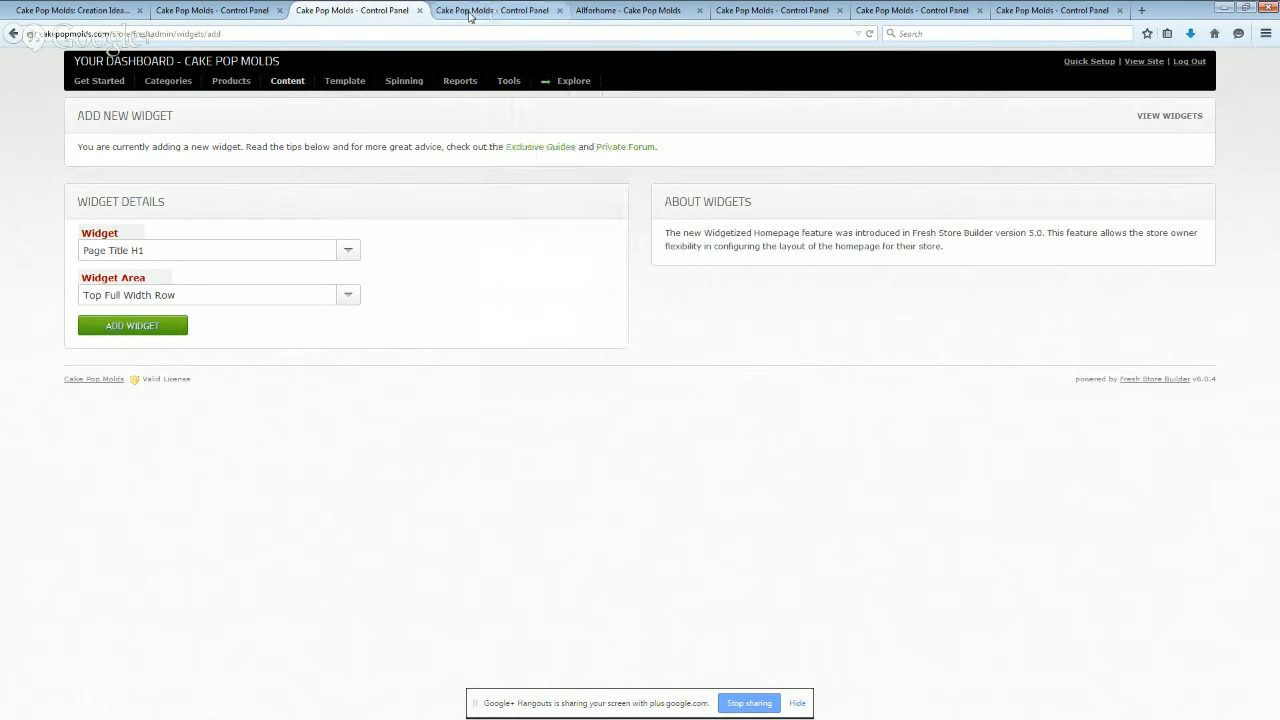 Cake Pop Molds: Creation Idea... × Cake Pop Molds - Control Panel × Cake Pop Molds - Control Panel × Cake Pop Molds - Control Panel × Allforhome - Cake Pop Molds × Cake Pop Molds - Control Panel × Cake Pop Molds - Control Panel × Cake Pop Molds - Control Panel ×
Google+ Search
YOUR DASHBOARD - CAKE POP MOLDS Quick Setup | View Site | Log Out
Get Started Categories Products Content Template Spinning Reports Tools Explore
ADD NEW WIDGET VIEW WIDGETS
You are currently adding a new widget. Read the tips below and for more great advice, check out the Exclusive Guides and Private Forum.
WIDGET DETAILS
Widget
Page Title H1
Widget Area
Top Full Width Row
ADD WIDGET
ABOUT WIDGETS
The new Widgetized Homepage feature was introduced in Fresh Store Builder version 5.0. This feature allows the store owner
flexibility in configuring the layout of the homepage for their store.
Cake Pop Molds Valid License powered by Fresh Store Builder v6.0.4
Google+ Hangouts is sharing your screen with plus.google.com. Stop sharing Hide